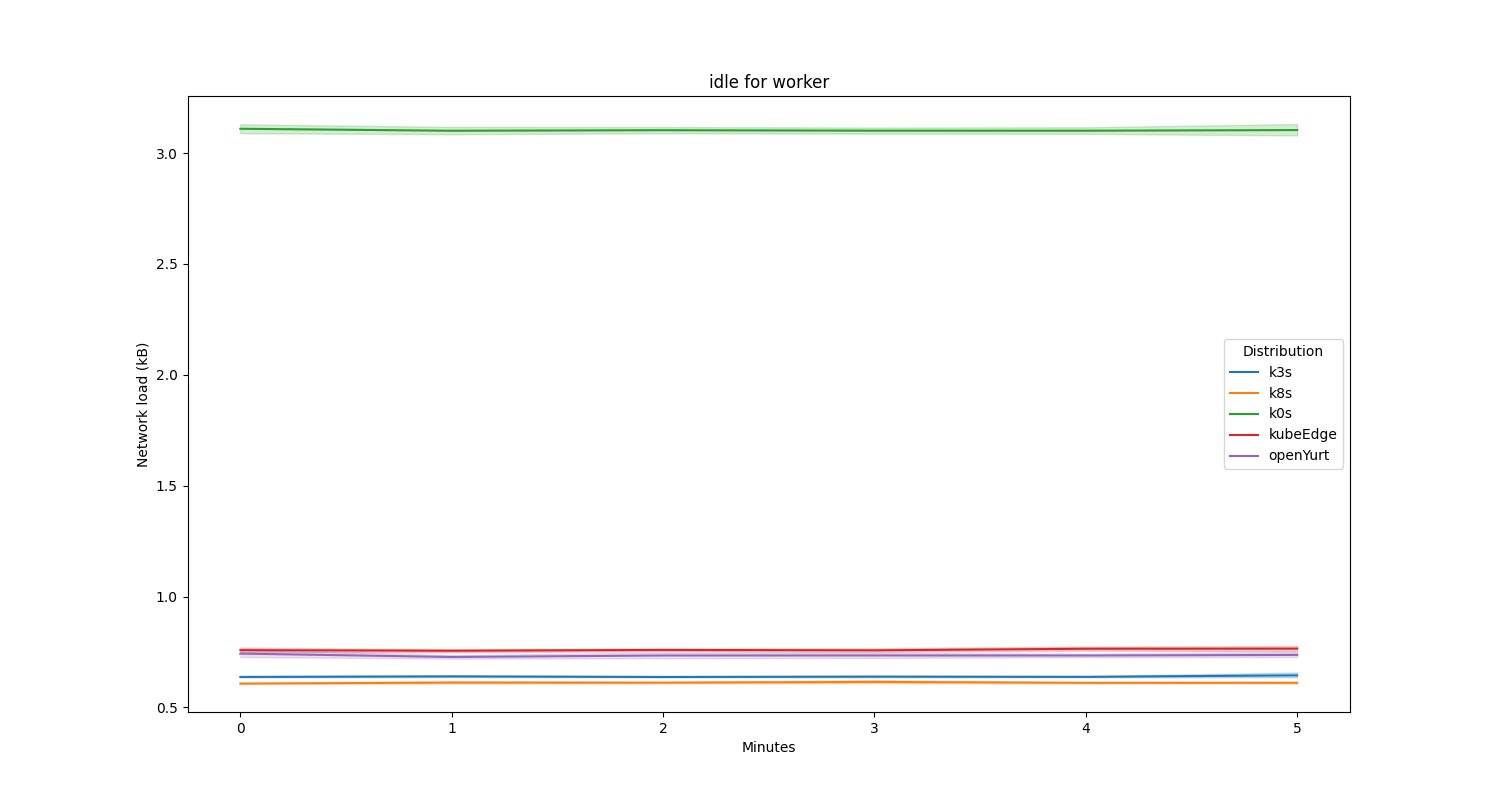 idle for worker
3.0
2.5
2.0
1.5
1.0
0.5
Network load (kB)
0 1 2 3 4 5
Minutes
Distribution
k3s
k8s
k0s
kubeEdge
openYurt